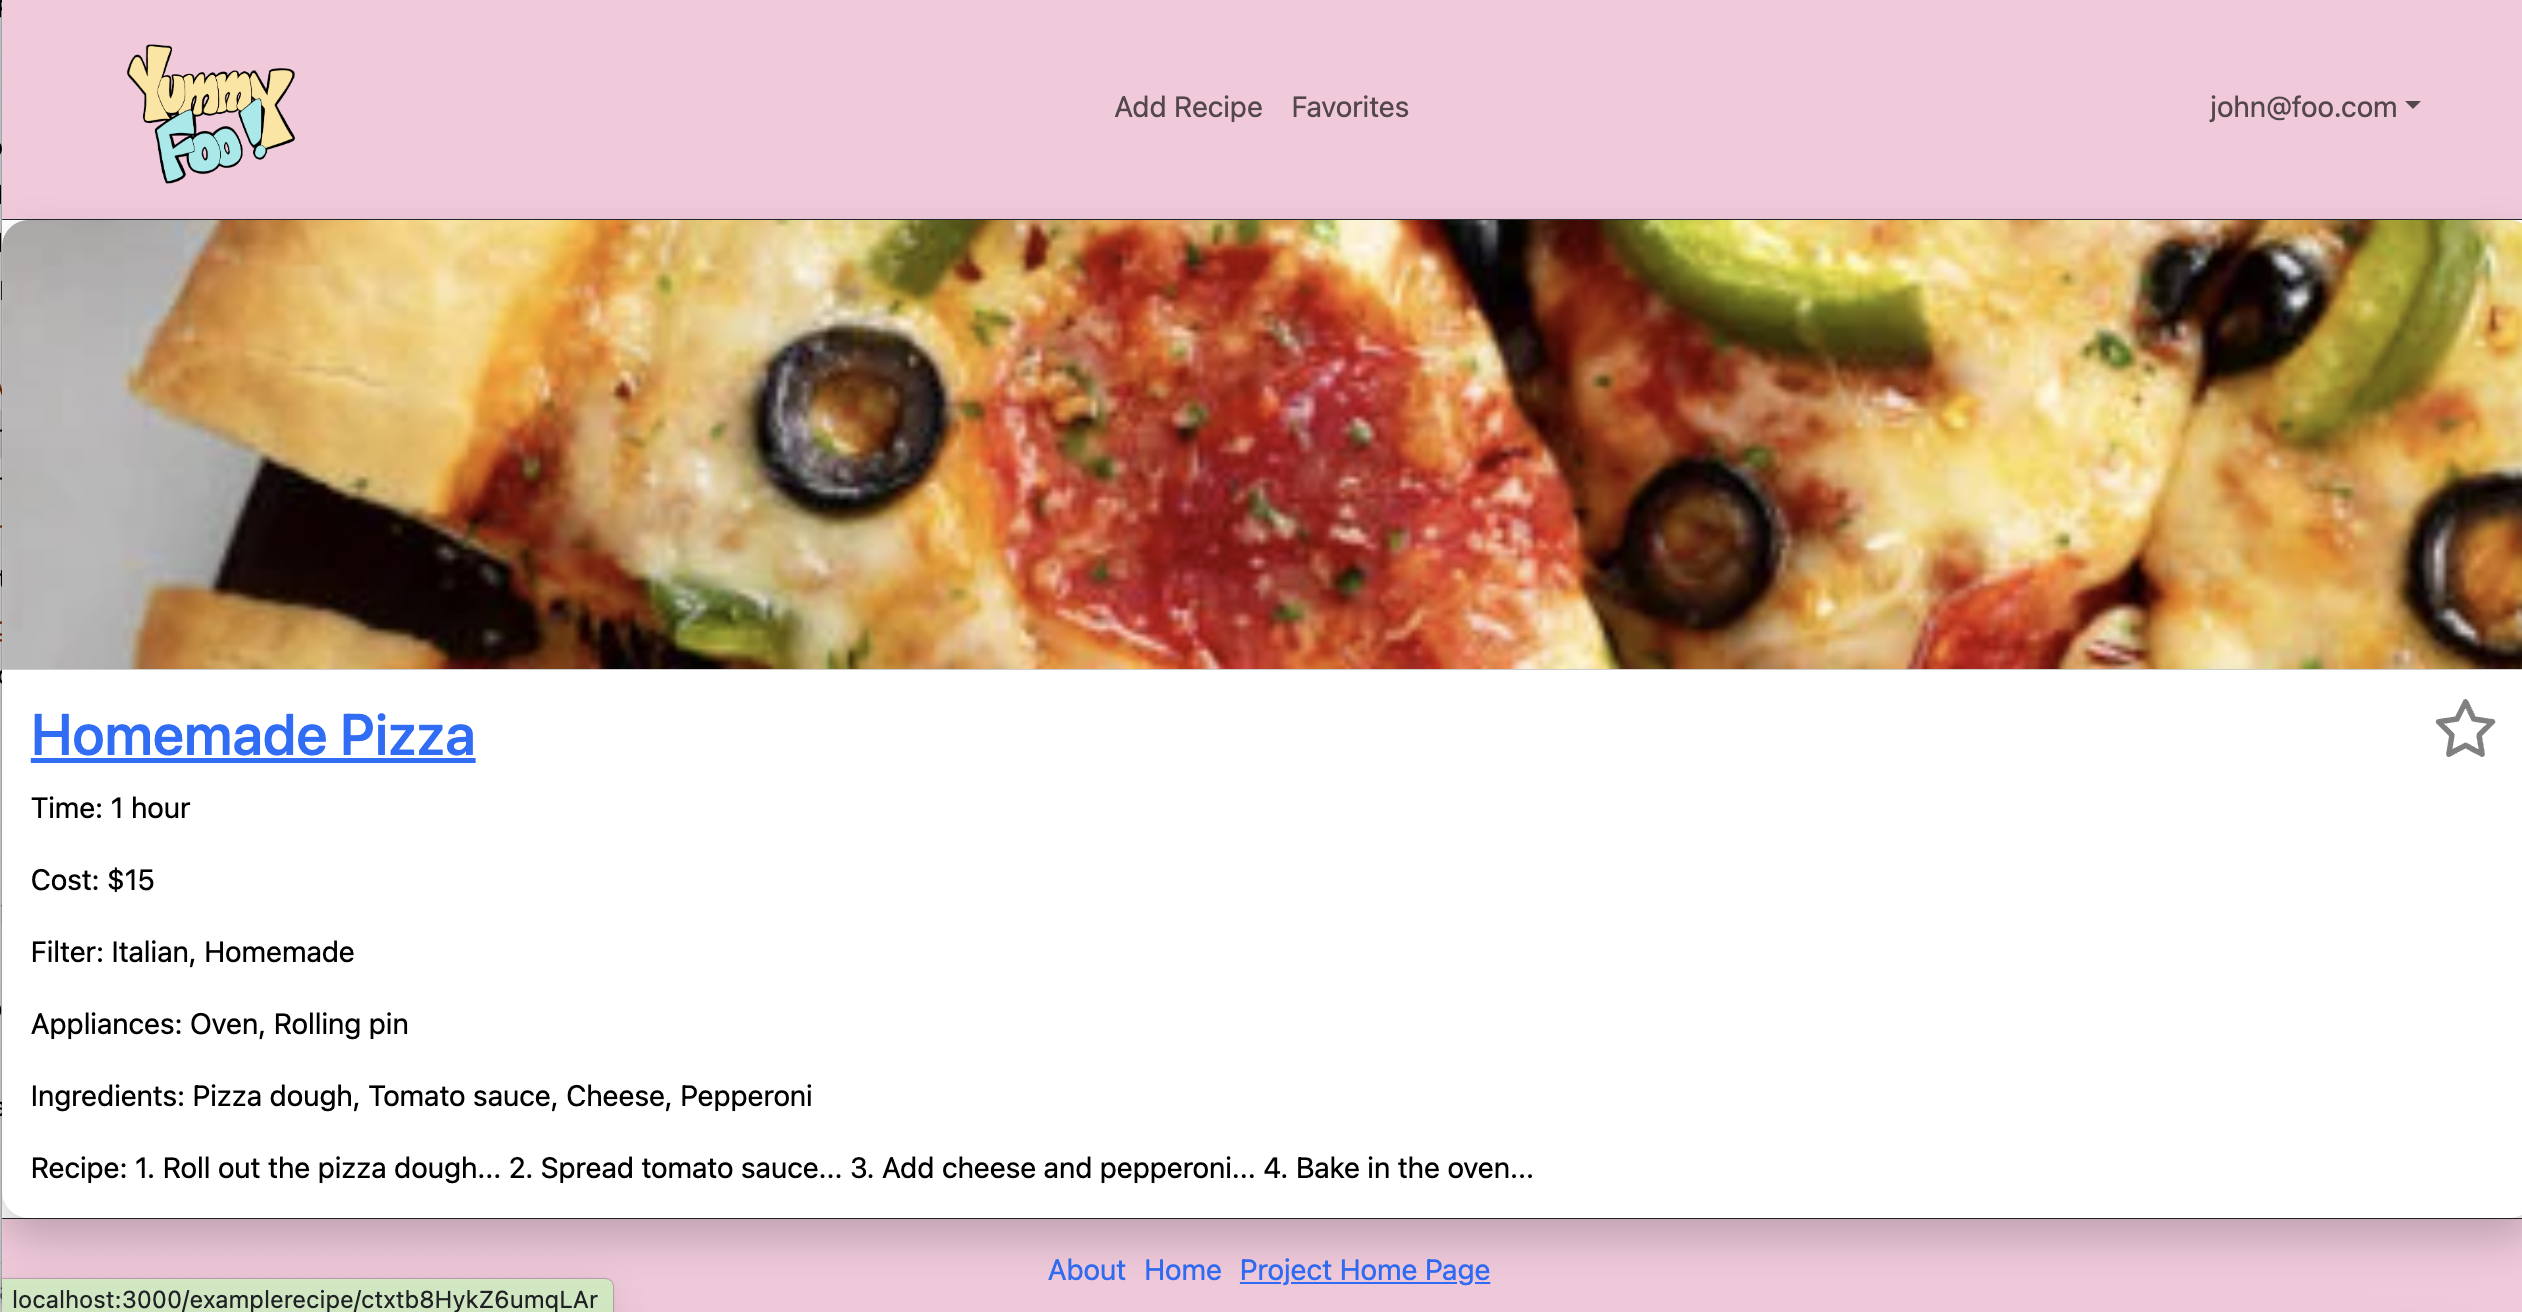 Yummy
Foo!
Add Recipe Favorites
john@foo.com
Homemade Pizza
Time: 1 hour
Cost: $15
Filter: Italian, Homemade
Appliances: Oven, Rolling pin
Ingredients: Pizza dough, Tomato sauce, Cheese, Pepperoni
Recipe: 1. Roll out the pizza dough... 2. Spread tomato sauce... 3. Add cheese and pepperoni... 4. Bake in the oven...
About Home Project Home Page
localhost:3000/examplerecipe/ctxtb8HykZ6umqLAr